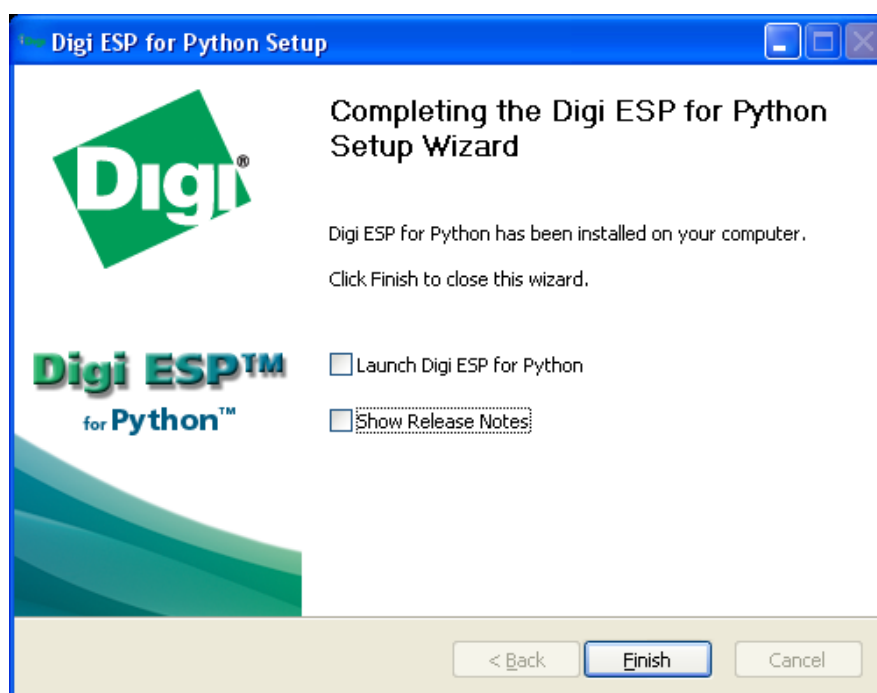 Digi ESP for Python Setup
Digi®
Completing the Digi ESP for Python
Setup Wizard
Digi ESP for Python has been installed on your computer.
Click Finish to close this wizard.
Digi ESP™
for Python™
Launch Digi ESP for Python
Show Release Notes
< Back
Finish
Cancel